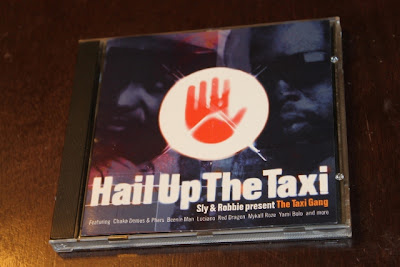 Hail Up The Taxi
Sly & Robbie present The Taxi Gang
Featuring Chaka Demus & Pliers Beenie Man Luciano Red Dragon Mykall Roze Yami Bolo and more